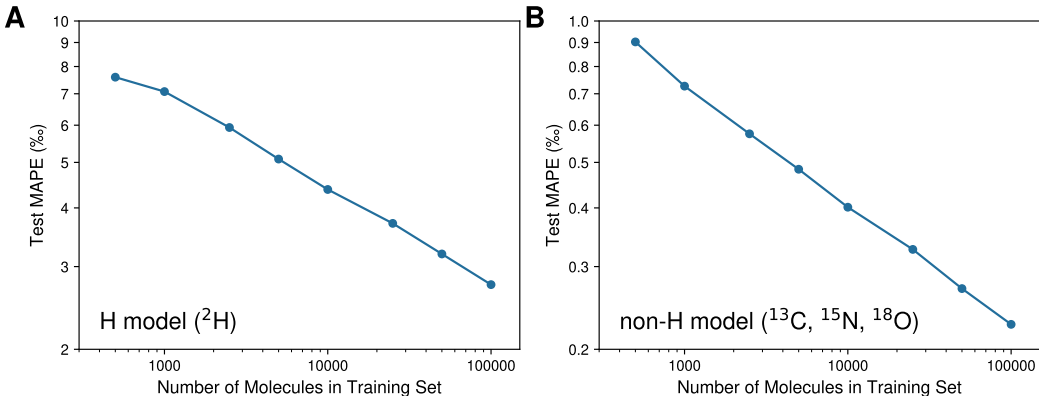 A
10
9
8
7
6
5
4
3
2
Test MAPE (‰)
H model (²H)
1000 10000 100000
Number of Molecules in Training Set
B
1.0
0.9
0.8
0.7
0.6
0.5
0.4
0.3
0.2
Test MAPE (‰)
non-H model (¹³C, ¹⁵N, ¹⁸O)
1000 10000 100000
Number of Molecules in Training Set